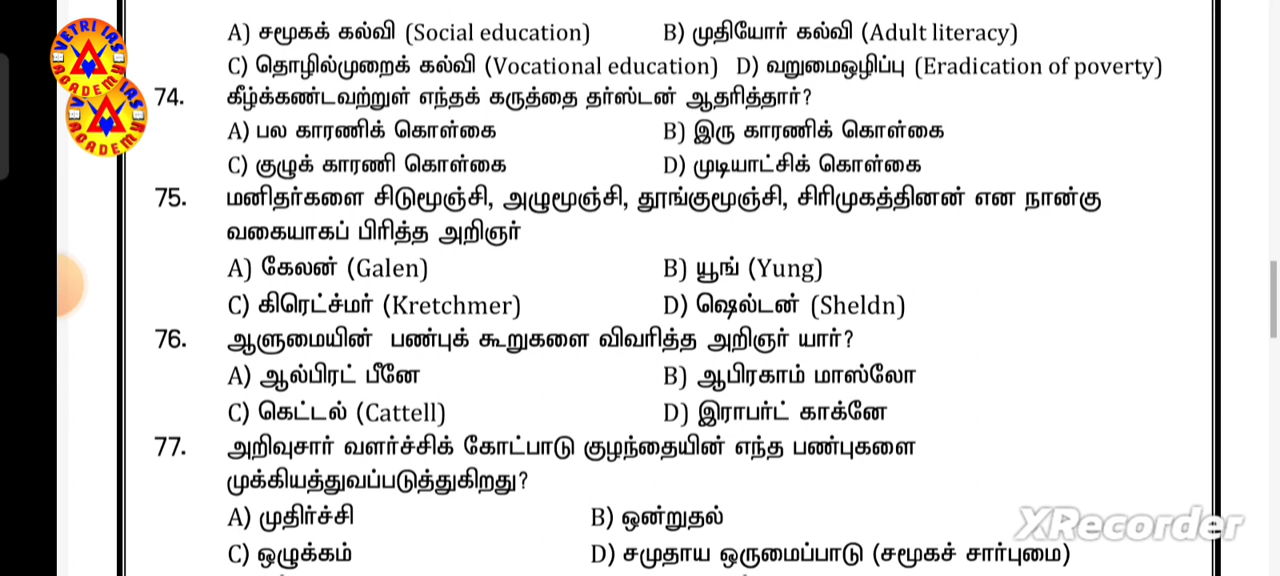 VETRI IAS ACADEMY
A) சமூகக் கல்வி (Social education) B) முதியோர் கல்வி (Adult literacy)
C) தொழில்முறைக் கல்வி (Vocational education) D) வறுமைஒழிப்பு (Eradication of poverty)
74. கீழ்க்கண்டவற்றுள் எந்தக் கருத்தை தர்ஸ்டன் ஆதரித்தார்?
A) பல காரணிக் கொள்கை B) இரு காரணிக் கொள்கை
C) குழுக் காரணி கொள்கை D) முடியாட்சிக் கொள்கை
75. மனிதர்களை சிடுமூஞ்சி, அழுமூஞ்சி, தூங்குமூஞ்சி, சிரிமுகத்தினன் என நான்கு
வகையாகப் பிரித்த அறிஞர்
A) கேலன் (Galen) B) யூங் (Yung)
C) கிரெட்ச்மர் (Kretchmer) D) ஷெல்டன் (Sheldn)
76. ஆளுமையின் பண்புக் கூறுகளை விவரித்த அறிஞர் யார்?
A) ஆல்பிரட் பீனே B) ஆபிரகாம் மாஸ்லோ
C) கெட்டல் (Cattell) D) இராபர்ட் காக்னே
77. அறிவுசார் வளர்ச்சிக் கோட்பாடு குழந்தையின் எந்த பண்புகளை
முக்கியத்துவப்படுத்துகிறது?
A) முதிர்ச்சி B) ஒன்றுதல்
C) ஒழுக்கம் D) சமுதாய ஒருமைப்பாடு (சமூகச் சார்புமை)
XRecorder